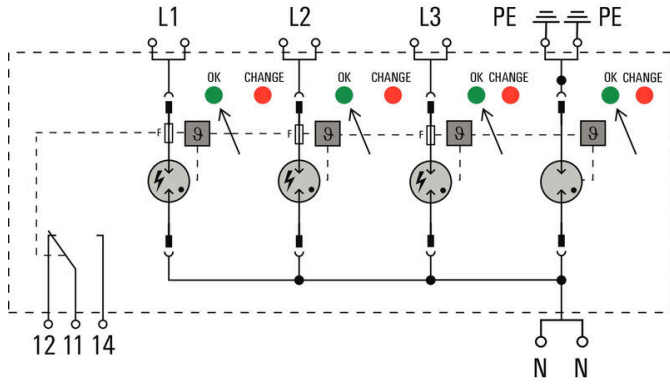 L1 L2 L3 PE PE
OK CHANGE OK CHANGE OK CHANGE OK CHANGE
F ϑ F ϑ F ϑ ϑ
12 11 14
N N